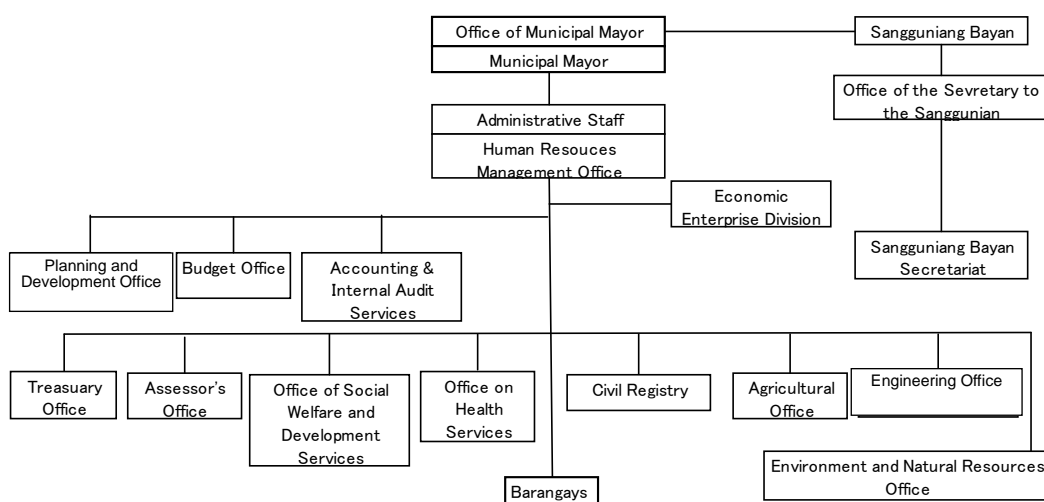 Office of Municipal Mayor
Municipal Mayor
Sangguniang Bayan
Office of the Sevretary to
the Sanggunian
Administrative Staff
Human Resouces
Management Office
Economic
Enterprise Division
Sangguniang Bayan
Secretariat
Planning and
Development Office
Budget Office
Accounting &
Internal Audit
Services
Treasury
Office
Assessor's
Office
Office of Social
Welfare and
Development
Services
Office on
Health
Services
Civil Registry
Agricultural
Office
Engineering Office
Environment and Natural Resources
Office
Barangays